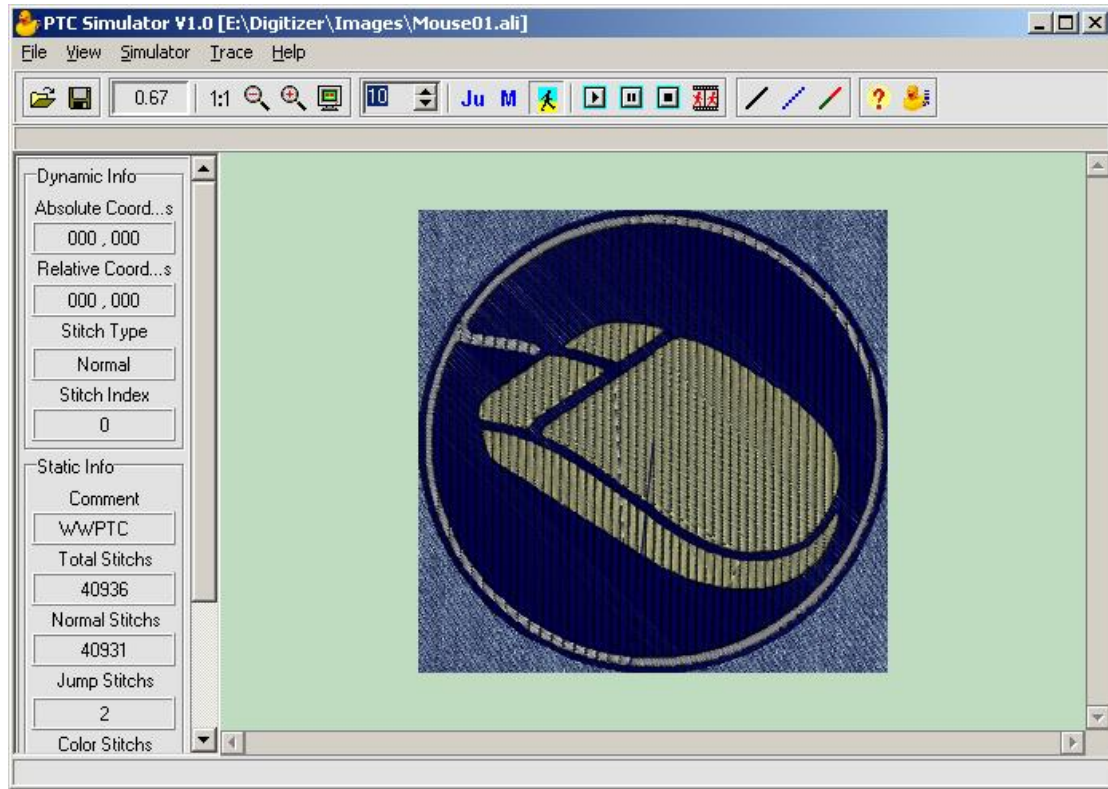 PTC Simulator V1.0 [E:\Digitizer\Images\Mouse01.ali]
File View Simulator Trace Help
0.67 1:1 10 Ju M ?
Dynamic Info
Absolute Coord...s
000 , 000
Relative Coord...s
000 , 000
Stitch Type
Normal
Stitch Index
0
Static Info
Comment
WWPTC
Total Stitchs
40936
Normal Stitchs
40931
Jump Stitchs
2
Color Stitchs